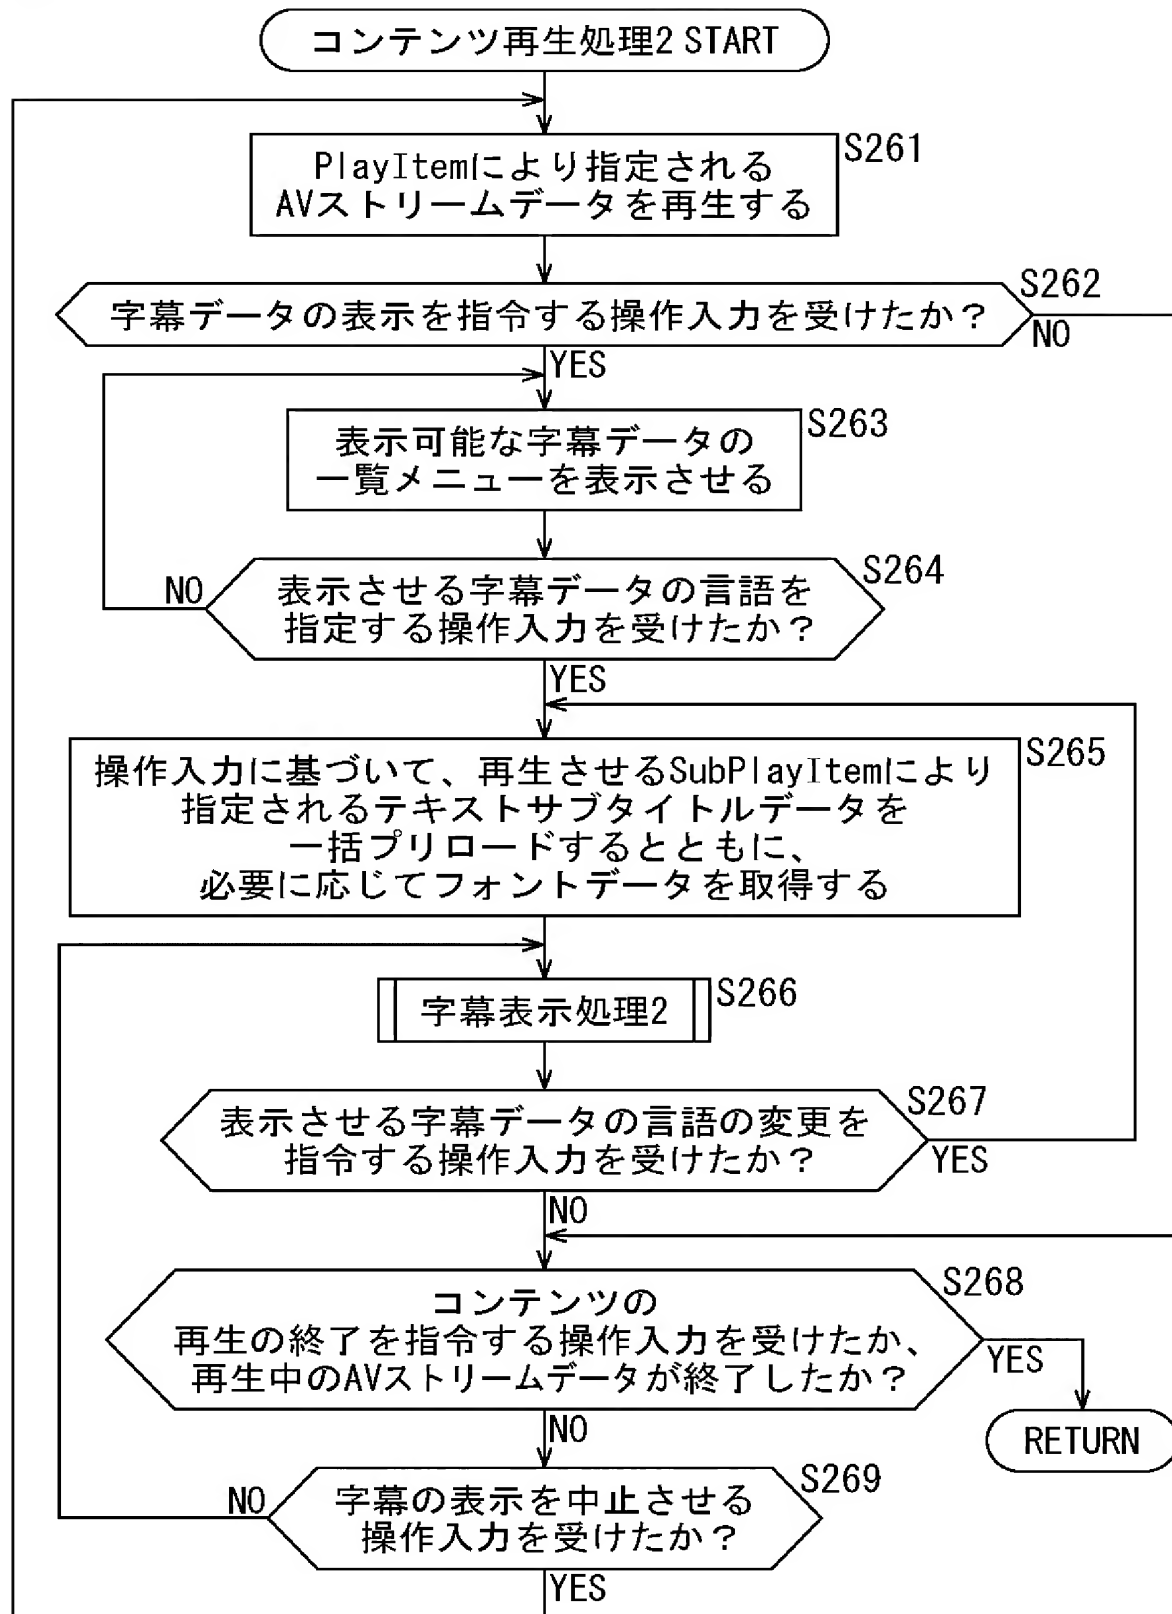 コンテンツ再生処理2 START
S261
PlayItemにより指定される
AVストリームデータを再生する
S262
字幕データの表示を指令する操作入力を受けたか？
NO
YES
S263
表示可能な字幕データの
一覧メニューを表示させる
S264
NO
表示させる字幕データの言語を
指定する操作入力を受けたか？
YES
S265
操作入力に基づいて、再生させるSubPlayItemにより
指定されるテキストサブタイトルデータを
一括プリロードするとともに、
必要に応じてフォントデータを取得する
S266
字幕表示処理2
S267
表示させる字幕データの言語の変更を
指令する操作入力を受けたか？
YES
NO
S268
コンテンツの
再生の終了を指令する操作入力を受けたか、
再生中のAVストリームデータが終了したか？
YES
NO
RETURN
S269
NO
字幕の表示を中止させる
操作入力を受けたか？
YES